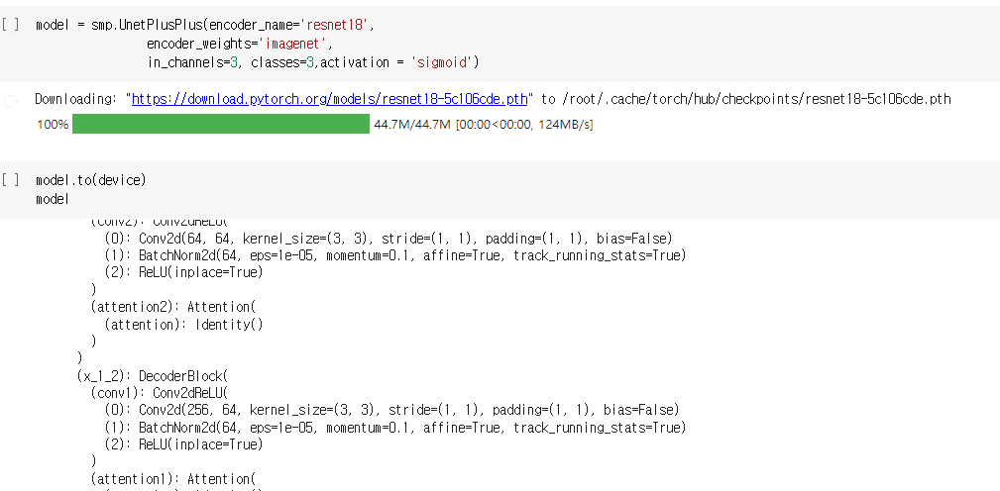 [ ] model = smp.UnetPlusPlus(encoder_name='resnet18',
encoder_weights='imagenet',
in_channels=3, classes=3,activation = 'sigmoid')
Downloading: "https://download.pytorch.org/models/resnet18-5c106cde.pth" to /root/.cache/torch/hub/checkpoints/resnet18-5c106cde.pth
100% 44.7M/44.7M [00:00<00:00, 124MB/s]
[ ] model.to(device)
model
(conv2): Conv2dReLU(
(0): Conv2d(64, 64, kernel_size=(3, 3), stride=(1, 1), padding=(1, 1), bias=False)
(1): BatchNorm2d(64, eps=1e-05, momentum=0.1, affine=True, track_running_stats=True)
(2): ReLU(inplace=True)
)
(attention2): Attention(
(attention): Identity()
)
)
(x_1_2): DecoderBlock(
(conv1): Conv2dReLU(
(0): Conv2d(256, 64, kernel_size=(3, 3), stride=(1, 1), padding=(1, 1), bias=False)
(1): BatchNorm2d(64, eps=1e-05, momentum=0.1, affine=True, track_running_stats=True)
(2): ReLU(inplace=True)
)
(attention1): Attention(